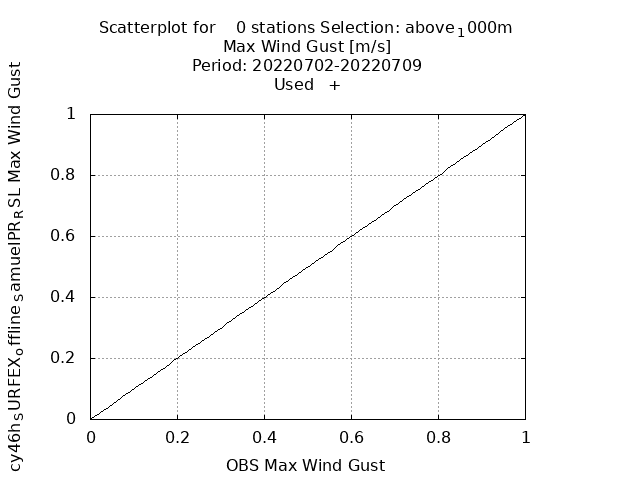 Scatterplot for 0 stations Selection: above₁000m
Max Wind Gust [m/s]
Period: 20220702-20220709
Used +
cy46hₛURFEXₒffline ₛamuelPRᵣSL Max Wind Gust
1
0.8
0.6
0.4
0.2
0
0 0.2 0.4 0.6 0.8 1
OBS Max Wind Gust